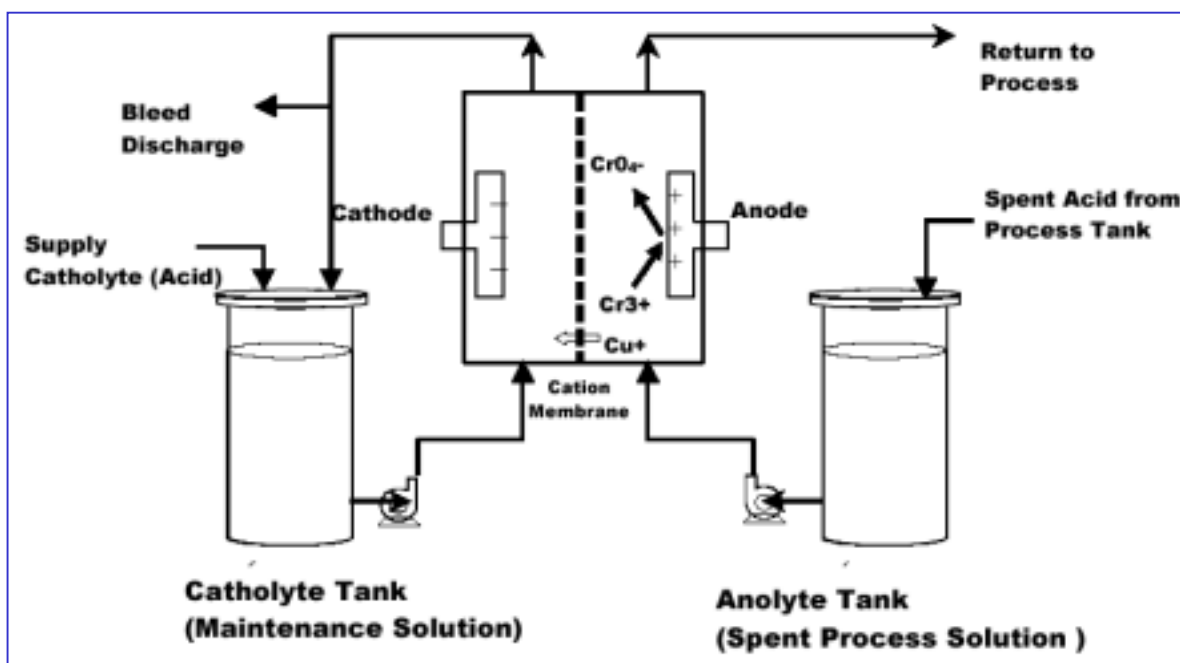 Return to
Process
Bleed
Discharge
CrO₄-
Cathode
Anode
Spent Acid from
Process Tank
Supply
Catholyte (Acid)
Cr3+
Cu+
Cation
Membrane
Catholyte Tank
(Maintenance Solution)
Anolyte Tank
(Spent Process Solution )